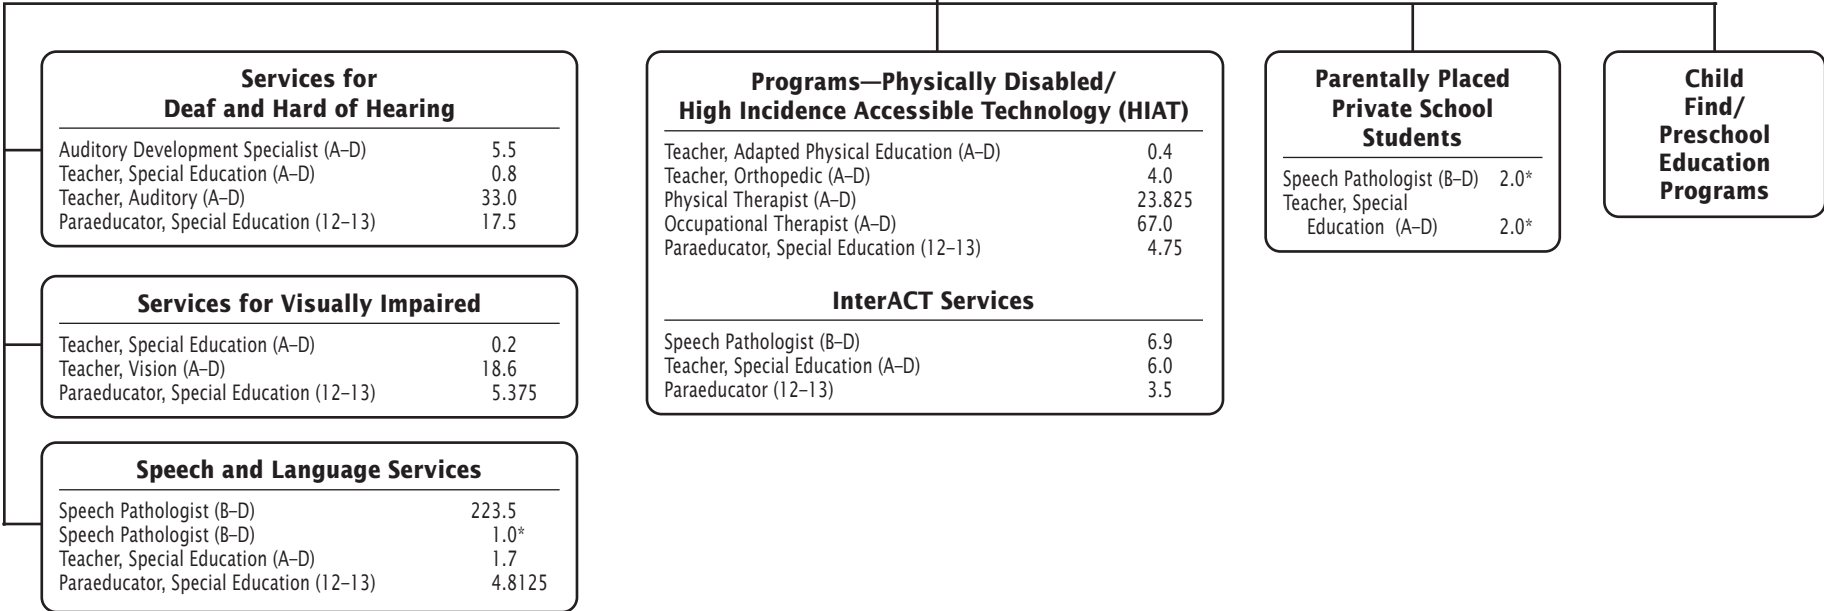 Services for
Deaf and Hard of Hearing
Auditory Development Specialist (A–D) 5.5
Teacher, Special Education (A–D) 0.8
Teacher, Auditory (A–D) 33.0
Paraeducator, Special Education (12–13) 17.5
Services for Visually Impaired
Teacher, Special Education (A–D) 0.2
Teacher, Vision (A–D) 18.6
Paraeducator, Special Education (12–13) 5.375
Speech and Language Services
Speech Pathologist (B–D) 223.5
Speech Pathologist (B–D) 1.0*
Teacher, Special Education (A–D) 1.7
Paraeducator, Special Education (12–13) 4.8125
Programs—Physically Disabled/
High Incidence Accessible Technology (HIAT)
Teacher, Adapted Physical Education (A–D) 0.4
Teacher, Orthopedic (A–D) 4.0
Physical Therapist (A–D) 23.825
Occupational Therapist (A–D) 67.0
Paraeducator, Special Education (12–13) 4.75
InterACT Services
Speech Pathologist (B–D) 6.9
Teacher, Special Education (A–D) 6.0
Paraeducator (12–13) 3.5
Parentally Placed
Private School
Students
Speech Pathologist (B–D) 2.0*
Teacher, Special
Education (A–D) 2.0*
Child
Find/
Preschool
Education
Programs